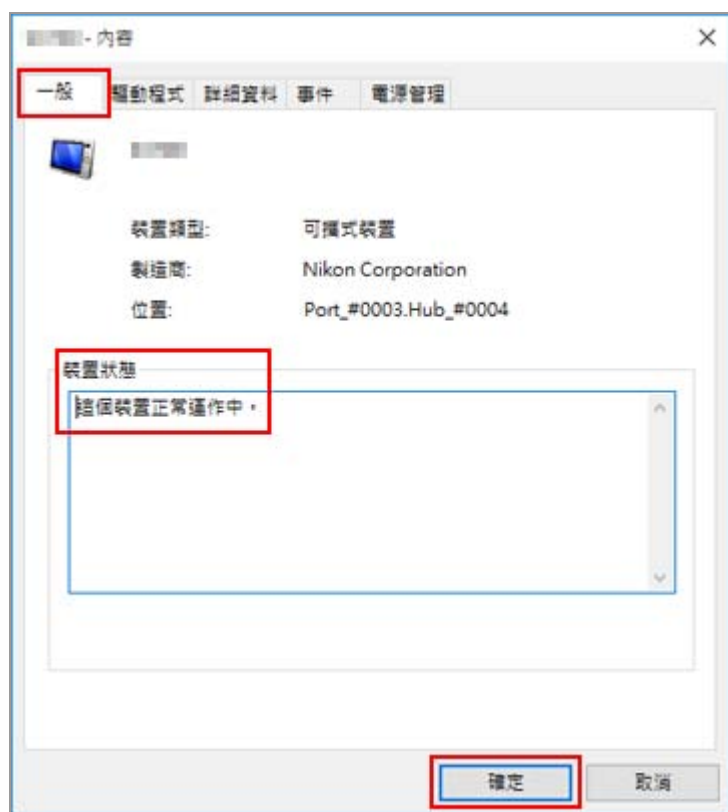 - 內容
一般 驅動程式 詳細資料 事件 電源管理
裝置類型: 可攜式裝置
製造商: Nikon Corporation
位置: Port_#0003.Hub_#0004
裝置狀態
這個裝置正常運作中。
確定 取消